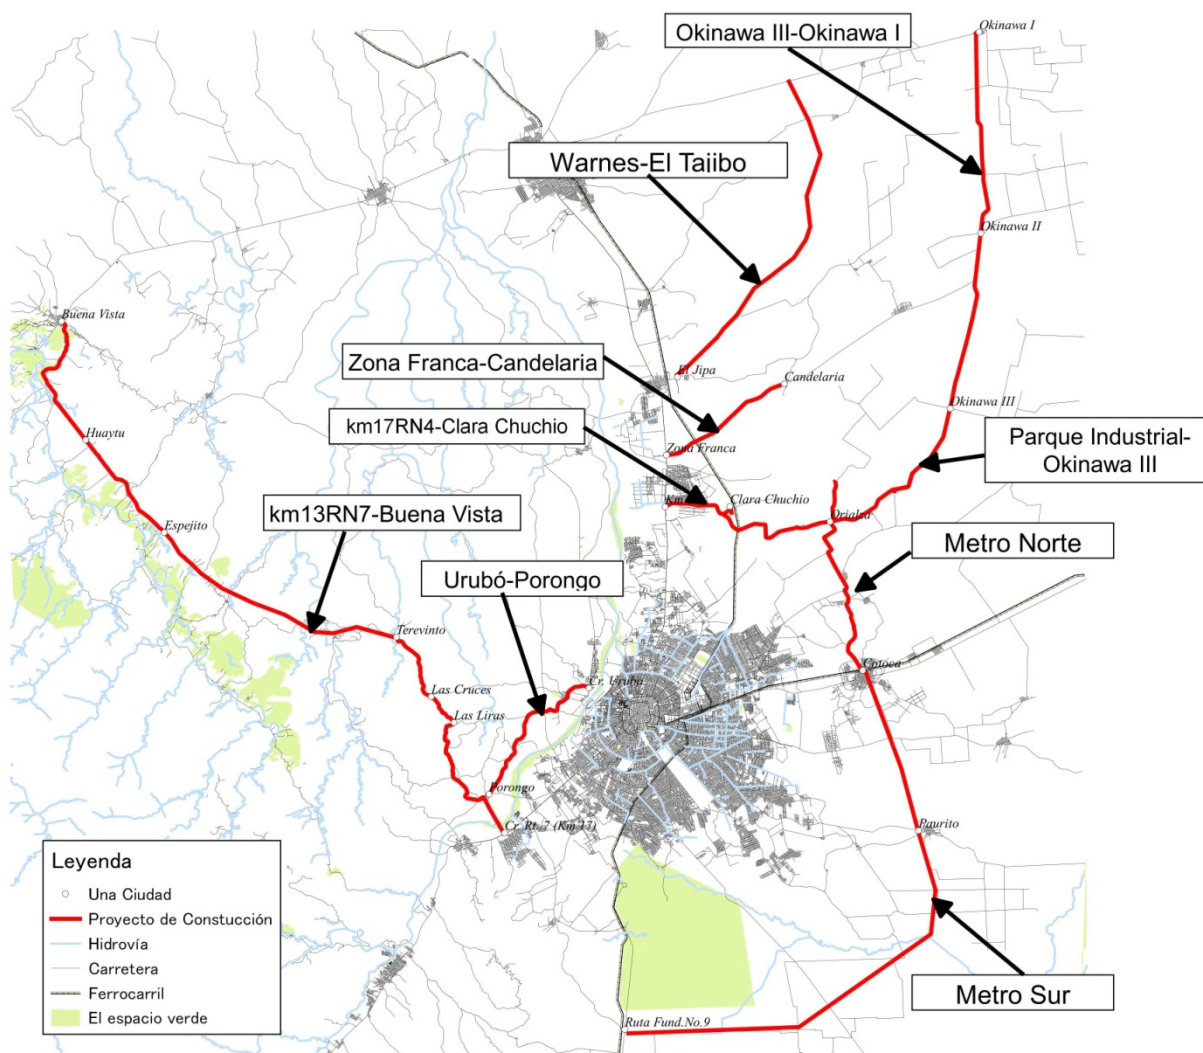 Okinawa I
Okinawa III-Okinawa I
Warnes-El Tajibo
Okinawa II
Buena Vista
Zona Franca-Candelaria
El Jipa
Candelaria
km17RN4-Clara Chuchio
Okinawa III
Parque Industrial-
Okinawa III
Huaytu
Zona Franca
Km
Clara Chuchio
km13RN7-Buena Vista
Espejito
Metro Norte
Urubó-Porongo
Terevinto
Cotoca
Cr. Uruba
Las Cruces
Las Liras
Porongo
Cr. Rt. 7 (Km 17)
Paurito
Leyenda
Una Ciudad
Proyecto de Constucción
Hidrovía
Carretera
Ferrocarril
El espacio verde
Metro Sur
Ruta Fund.No.9